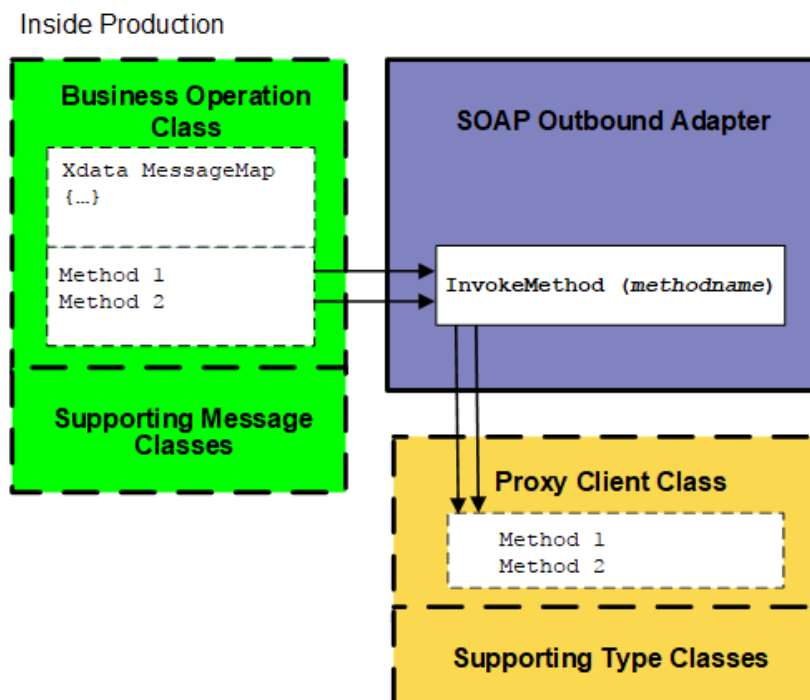 Inside Production
Business Operation
Class
Xdata MessageMap
{…}
Method 1
Method 2
Supporting Message
Classes
SOAP Outbound Adapter
InvokeMethod (methodname)
Proxy Client Class
Method 1
Method 2
Supporting Type Classes